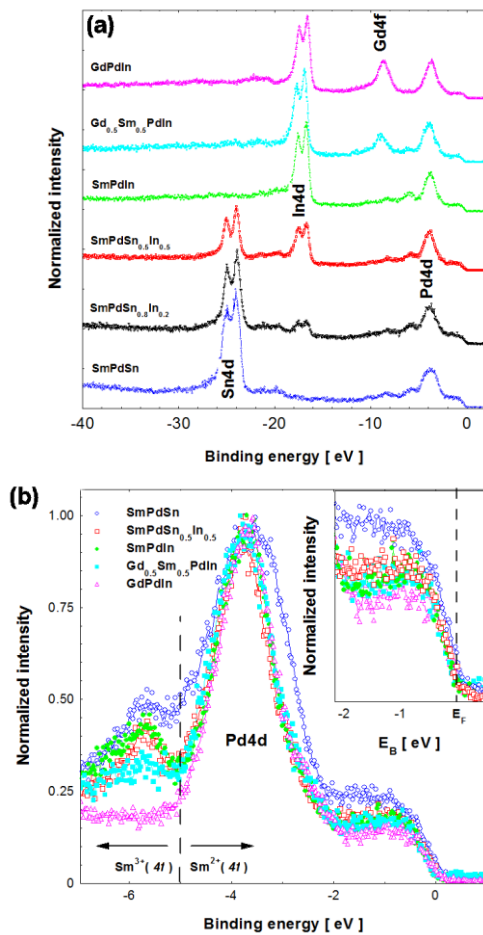 (a)
Normalized intensity
GdPdIn
Gd0.5Sm0.5PdIn
SmPdIn
SmPdSn0.5In0.5
SmPdSn0.8In0.2
SmPdSn
Sn4d
In4d
Gd4f
Pd4d
-40 -30 -20 -10 0
Binding energy [ eV ]
(b)
Normalized intensity
1.00
0.75
0.50
0.25
0
SmPdSn
SmPdSn0.5In0.5
SmPdIn
Gd0.5Sm0.5PdIn
GdPdIn
Pd4d
Sm3+( 4f)
Sm2+( 4f)
Normalized intensity
-2 -1 EF
EB [ eV ]
-6 -4 -2 0
Binding energy [ eV ]